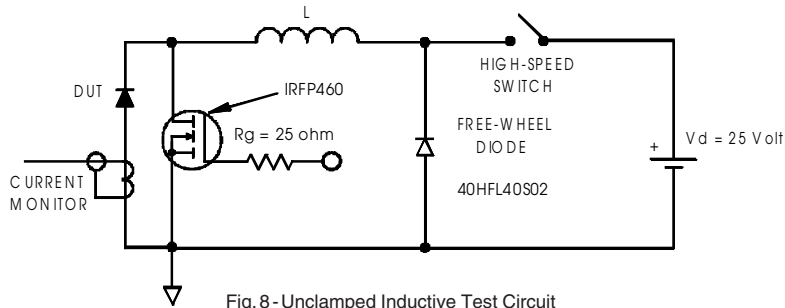 L
HIGH-SPEED
SWITCH
DUT
IRFP460
Rg = 25 ohm
FREE-WHEEL
DIODE
+
Vd = 25 Volt
CURRENT
MONITOR
40HFL40S02
Fig. 8 - Unclamped Inductive Test Circuit